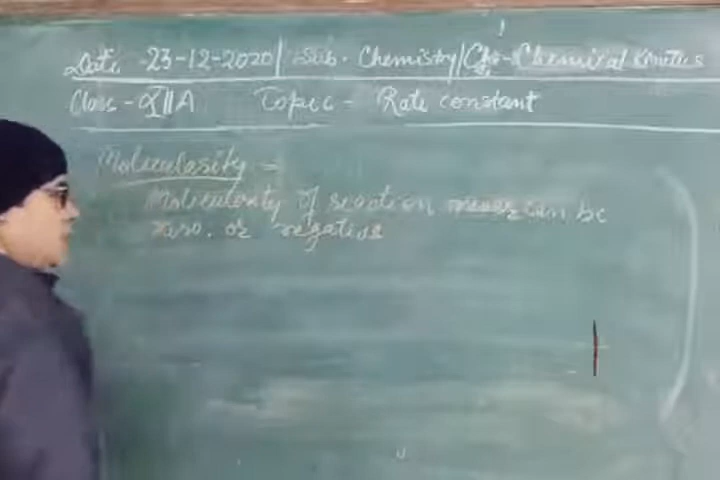 Date - 23-12-2020 | Sub. Chemistry | Ch- Chemical Kinetics
Class - XII A Topic - Rate constant
Molecularity -
Molecularity of reaction never can be
zero. or negative